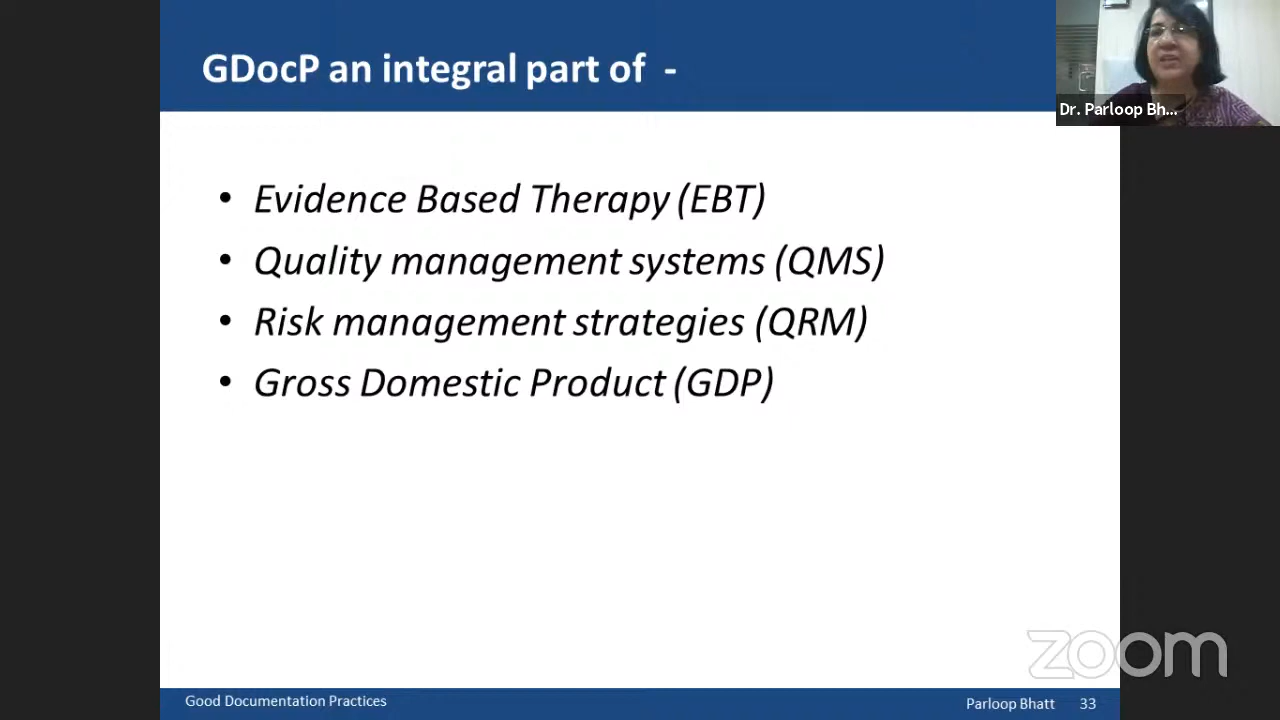 GDocP an integral part of -
Dr. Parloop Bh...
• Evidence Based Therapy (EBT)
• Quality management systems (QMS)
• Risk management strategies (QRM)
• Gross Domestic Product (GDP)
zoom
Good Documentation Practices
Parloop Bhatt 33